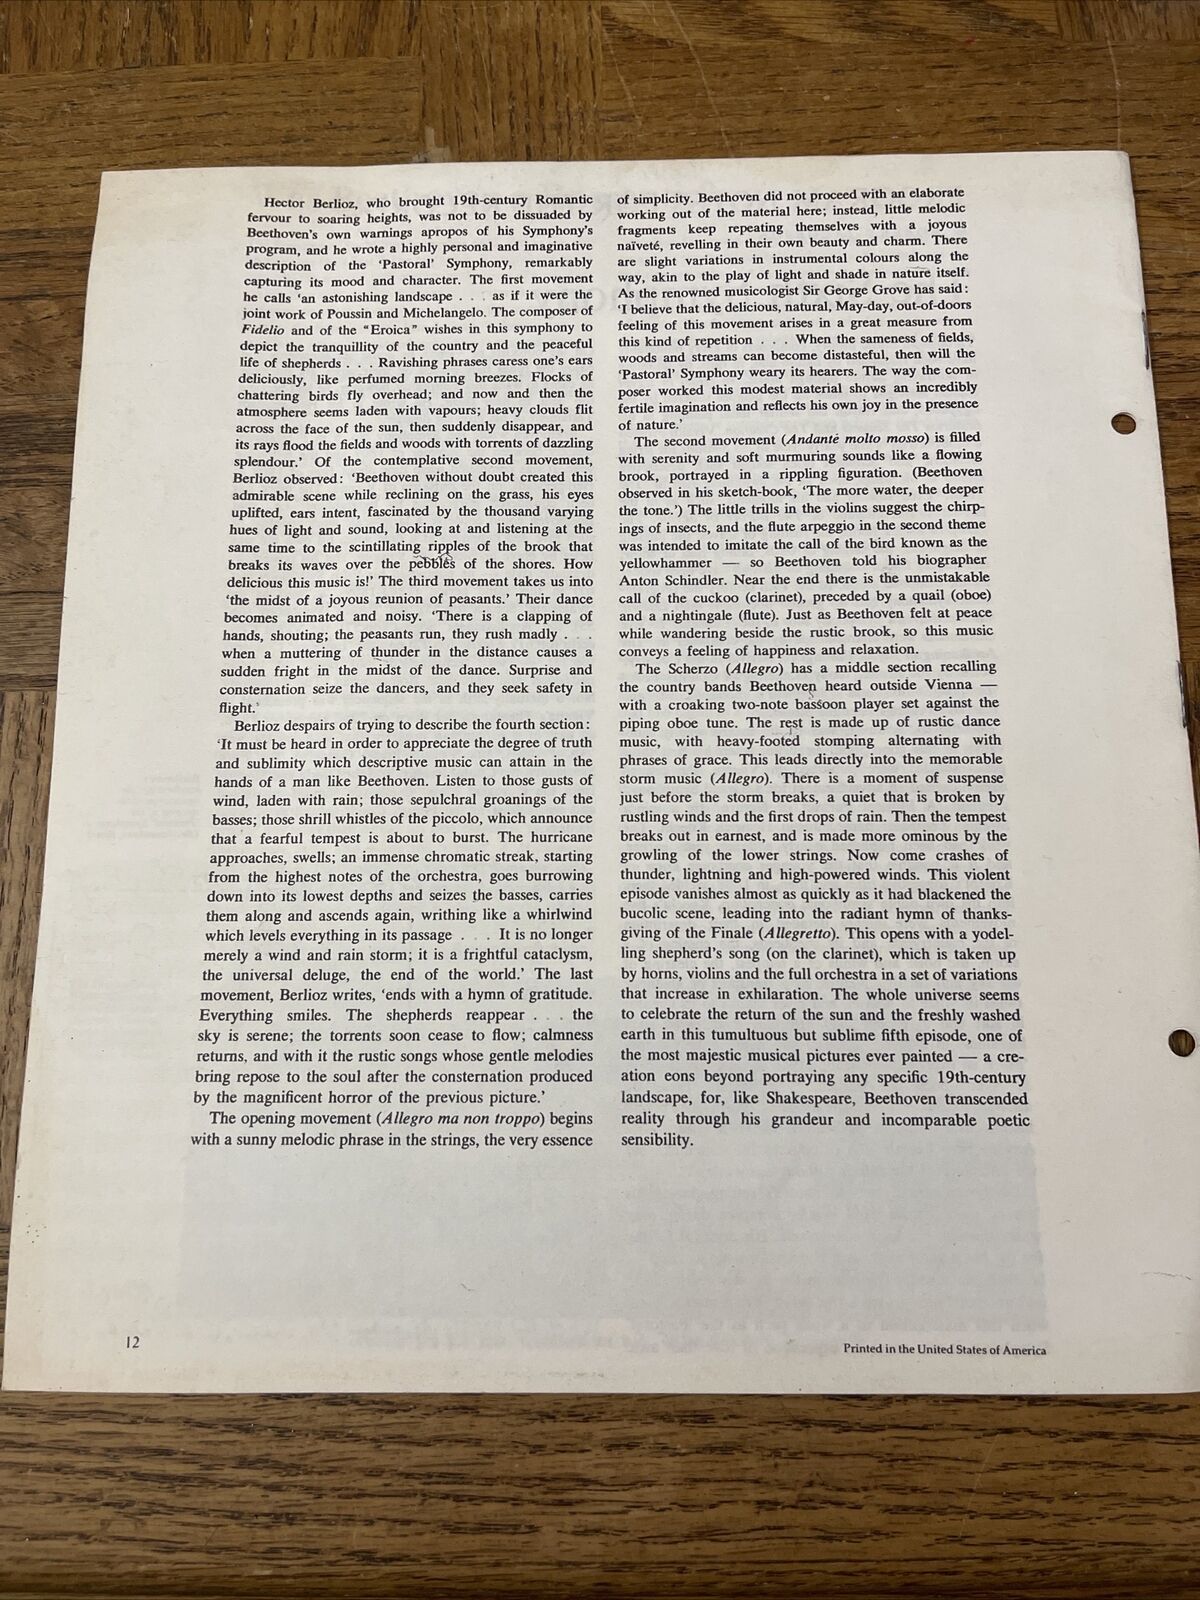 Hector Berlioz, who brought 19th-century Romantic
fervour to soaring heights, was not to be dissuaded by
Beethoven's own warnings apropos of his Symphony's
program, and he wrote a highly personal and imaginative
description of the 'Pastoral' Symphony, remarkably
capturing its mood and character. The first movement
he calls 'an astonishing landscape . . . as if it were the
joint work of Poussin and Michelangelo. The composer of
Fidelio and of the "Eroica" wishes in this symphony to
depict the tranquillity of the country and the peaceful
life of shepherds . . . Ravishing phrases caress one's ears
deliciously, like perfumed morning breezes. Flocks of
chattering birds fly overhead; and now and then the
atmosphere seems laden with vapours; heavy clouds flit
across the face of the sun, then suddenly disappear, and
its rays flood the fields and woods with torrents of dazzling
splendour.' Of the contemplative second movement,
Berlioz observed: 'Beethoven without doubt created this
admirable scene while reclining on the grass, his eyes
uplifted, ears intent, fascinated by the thousand varying
hues of light and sound, looking at and listening at the
same time to the scintillating ripples of the brook that
breaks its waves over the pebbles of the shores. How
delicious this music is!' The third movement takes us into
'the midst of a joyous reunion of peasants.' Their dance
becomes animated and noisy. 'There is a clapping of
hands, shouting; the peasants run, they rush madly . . .
when a muttering of thunder in the distance causes a
sudden fright in the midst of the dance. Surprise and
consternation seize the dancers, and they seek safety in
flight.'
Berlioz despairs of trying to describe the fourth section:
'It must be heard in order to appreciate the degree of truth
and sublimity which descriptive music can attain in the
hands of a man like Beethoven. Listen to those gusts of
wind, laden with rain; those sepulchral groanings of the
basses; those shrill whistles of the piccolo, which announce
that a fearful tempest is about to burst. The hurricane
approaches, swells; an immense chromatic streak, starting
from the highest notes of the orchestra, goes burrowing
down into its lowest depths and seizes the basses, carries
them along and ascends again, writhing like a whirlwind
which levels everything in its passage . . . It is no longer
merely a wind and rain storm; it is a frightful cataclysm,
the universal deluge, the end of the world.' The last
movement, Berlioz writes, 'ends with a hymn of gratitude.
Everything smiles. The shepherds reappear . . . the
sky is serene; the torrents soon cease to flow; calmness
returns, and with it the rustic songs whose gentle melodies
bring repose to the soul after the consternation produced
by the magnificent horror of the previous picture.'
The opening movement (Allegro ma non troppo) begins
with a sunny melodic phrase in the strings, the very essence
of simplicity. Beethoven did not proceed with an elaborate
working out of the material here; instead, little melodic
fragments keep repeating themselves with a joyous
naïveté, revelling in their own beauty and charm. There
are slight variations in instrumental colours along the
way, akin to the play of light and shade in nature itself.
As the renowned musicologist Sir George Grove has said:
'I believe that the delicious, natural, May-day, out-of-doors
feeling of this movement arises in a great measure from
this kind of repetition . . . When the sameness of fields,
woods and streams can become distasteful, then will the
'Pastoral' Symphony weary its hearers. The way the com-
poser worked this modest material shows an incredibly
fertile imagination and reflects his own joy in the presence
of nature.'
The second movement (Andante molto mosso) is filled
with serenity and soft murmuring sounds like a flowing
brook, portrayed in a rippling figuration. (Beethoven
observed in his sketch-book, 'The more water, the deeper
the tone.') The little trills in the violins suggest the chirp-
ings of insects, and the flute arpeggio in the second theme
was intended to imitate the call of the bird known as the
yellowhammer — so Beethoven told his biographer
Anton Schindler. Near the end there is the unmistakable
call of the cuckoo (clarinet), preceded by a quail (oboe)
and a nightingale (flute). Just as Beethoven felt at peace
while wandering beside the rustic brook, so this music
conveys a feeling of happiness and relaxation.
The Scherzo (Allegro) has a middle section recalling
the country bands Beethoven heard outside Vienna —
with a croaking two-note bassoon player set against the
piping oboe tune. The rest is made up of rustic dance
music, with heavy-footed stomping alternating with
phrases of grace. This leads directly into the memorable
storm music (Allegro). There is a moment of suspense
just before the storm breaks, a quiet that is broken by
rustling winds and the first drops of rain. Then the tempest
breaks out in earnest, and is made more ominous by the
growling of the lower strings. Now come crashes of
thunder, lightning and high-powered winds. This violent
episode vanishes almost as quickly as it had blackened the
bucolic scene, leading into the radiant hymn of thanks-
giving of the Finale (Allegretto). This opens with a yodel-
ling shepherd's song (on the clarinet), which is taken up
by horns, violins and the full orchestra in a set of variations
that increase in exhilaration. The whole universe seems
to celebrate the return of the sun and the freshly washed
earth in this tumultuous but sublime fifth episode, one of
the most majestic musical pictures ever painted — a cre-
ation eons beyond portraying any specific 19th-century
landscape, for, like Shakespeare, Beethoven transcended
reality through his grandeur and incomparable poetic
sensibility.
12
Printed in the United States of America